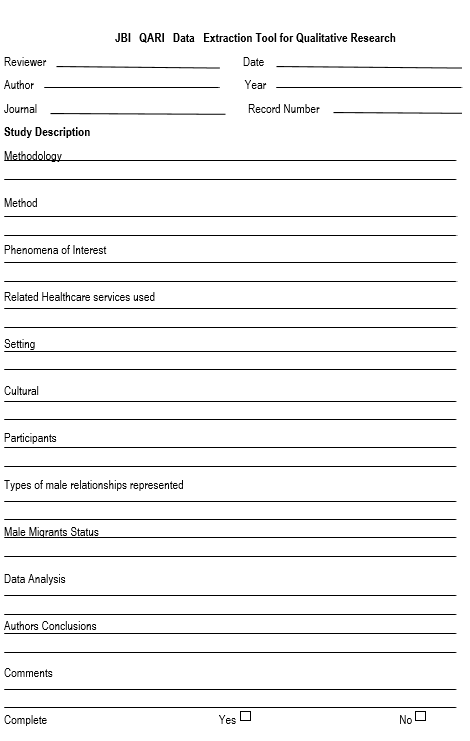 JBI QARI Data Extraction Tool for Qualitative Research
Reviewer Date
Author Year
Journal Record Number
Study Description
Methodology
Method
Phenomena of Interest
Related Healthcare services used
Setting
Cultural
Participants
Types of male relationships represented
Male Migrants Status
Data Analysis
Authors Conclusions
Comments
Complete Yes No